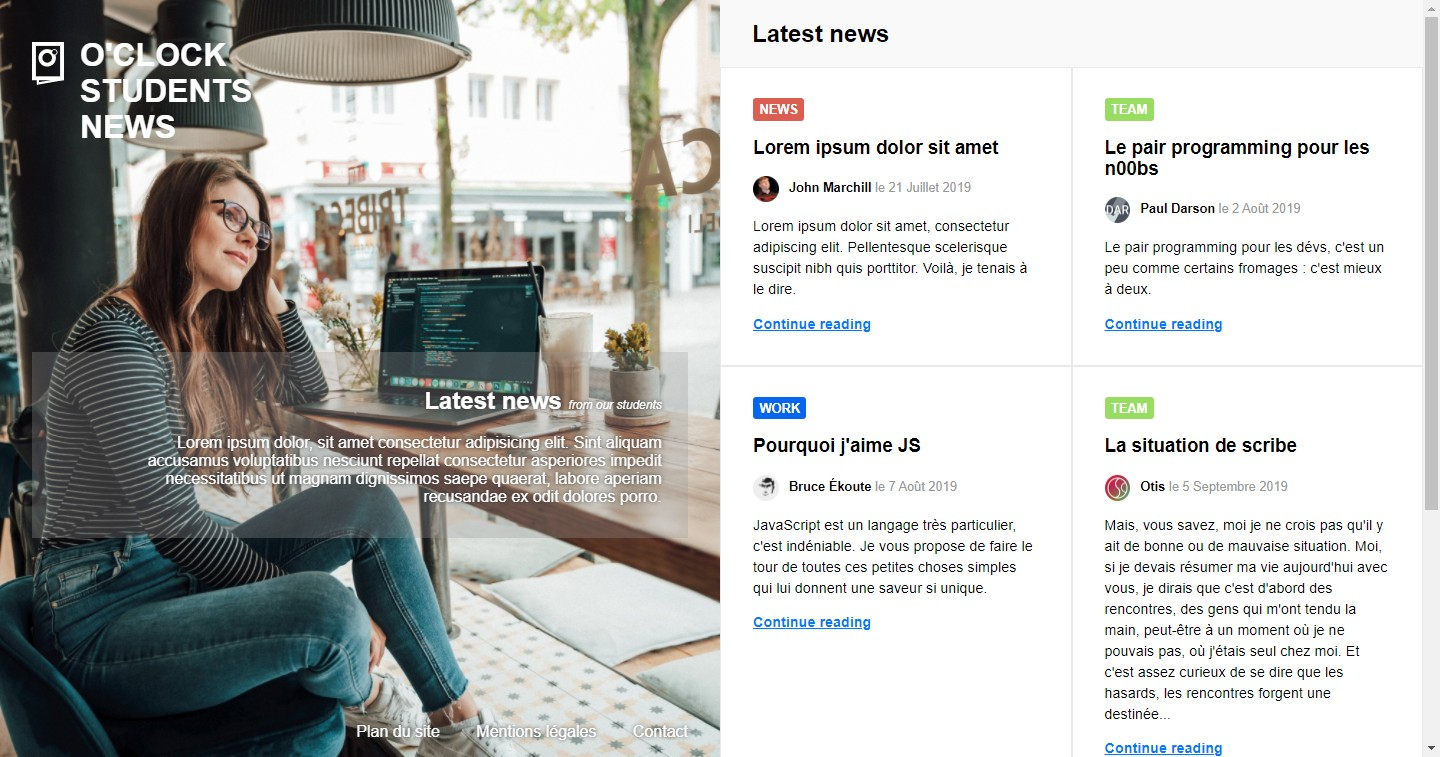 O'CLOCK
STUDENTS
NEWS
TRIBECA
Latest news from our students
Lorem ipsum dolor, sit amet consectetur adipisicing elit. Sint aliquam
accusamus voluptatibus nesciunt repellat consectetur asperiores impedit
necessitatibus ut magnam dignissimos saepe quaerat, labore aperiam
recusandae ex odit dolores porro.
Plan du site
Mentions légales
Contact
Latest news
NEWS
Lorem ipsum dolor sit amet
John Marchill le 21 Juillet 2019
Lorem ipsum dolor sit amet, consectetur
adipiscing elit. Pellentesque scelerisque
suscipit nibh quis porttitor. Voilà, je tenais à
le dire.
Continue reading
TEAM
Le pair programming pour les
n00bs
DAR
Paul Darson le 2 Août 2019
Le pair programming pour les dévs, c'est un
peu comme certains fromages : c'est mieux
à deux.
Continue reading
WORK
Pourquoi j'aime JS
Bruce Ékoute le 7 Août 2019
JavaScript est un langage très particulier,
c'est indéniable. Je vous propose de faire le
tour de toutes ces petites choses simples
qui lui donnent une saveur si unique.
Continue reading
TEAM
La situation de scribe
Otis le 5 Septembre 2019
Mais, vous savez, moi je ne crois pas qu'il y
ait de bonne ou de mauvaise situation. Moi,
si je devais résumer ma vie aujourd'hui avec
vous, je dirais que c'est d'abord des
rencontres, des gens qui m'ont tendu la
main, peut-être à un moment où je ne
pouvais pas, où j'étais seul chez moi. Et
c'est assez curieux de se dire que les
hasards, les rencontres forgent une
destinée...
Continue reading